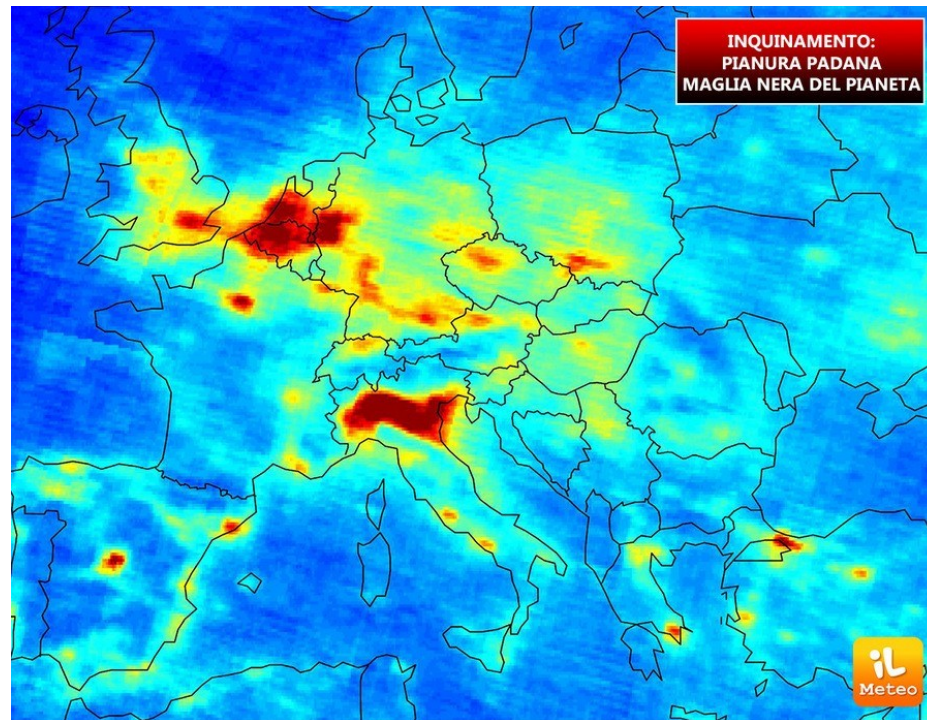 INQUINAMENTO:
PIANURA PADANA
MAGLIA NERA DEL PIANETA
iL
Meteo